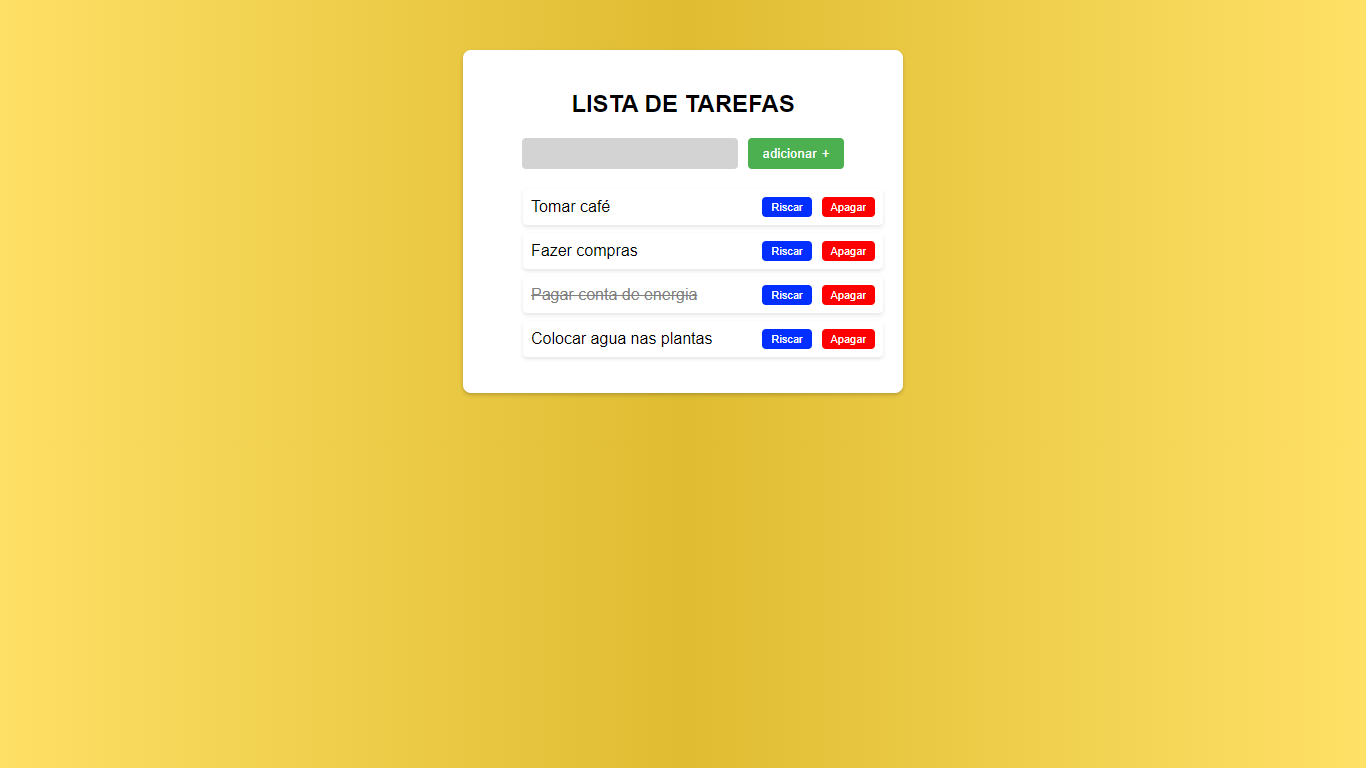 LISTA DE TAREFAS
adicionar +
Tomar café Riscar Apagar
Fazer compras Riscar Apagar
Pagar conta de energia Riscar Apagar
Colocar agua nas plantas Riscar Apagar